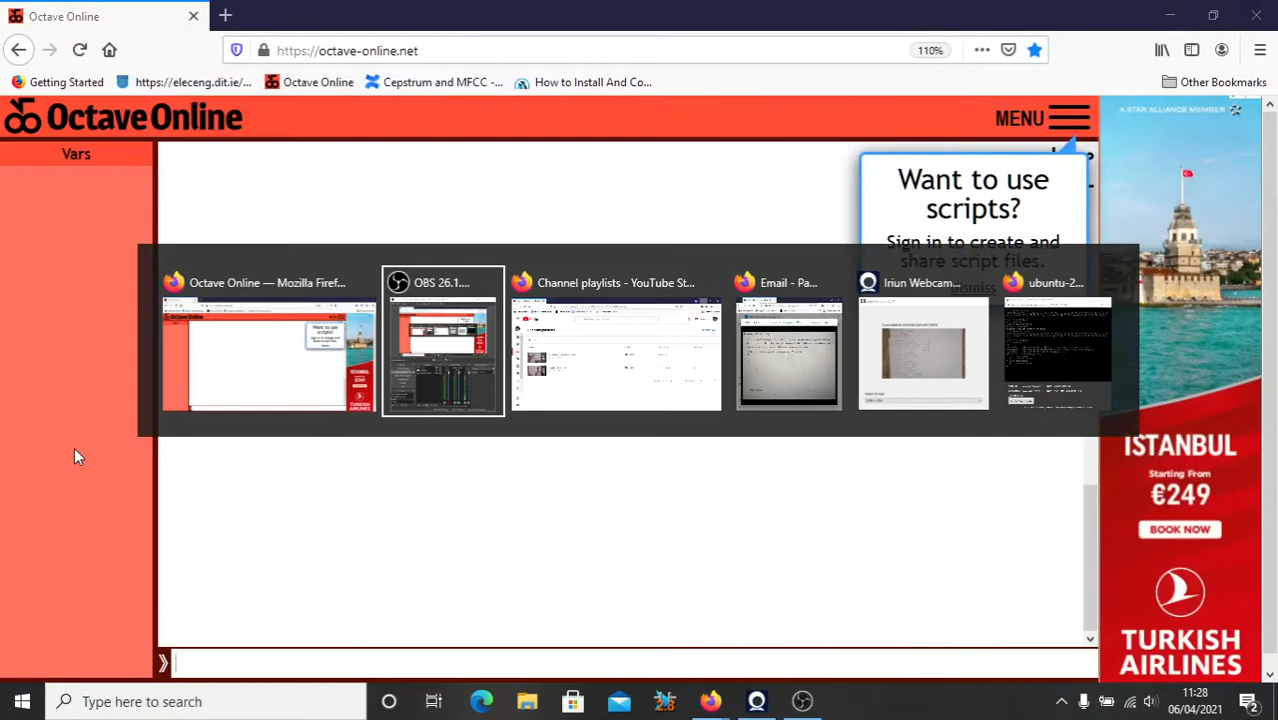 Octave Online
https://octave-online.net
110%
Getting Started
https://eleceng.dit.ie/...
Octave Online
Cepstrum and MFCC -...
How to Install And Co...
Other Bookmarks
Octave Online
MENU
A STAR ALLIANCE MEMBER
Vars
Want to use
scripts?
Sign in to create and
share script files.
dismiss
Octave Online — Mozilla Firef...
OBS 26.1....
Channel playlists - YouTube St...
Email - Pa...
Iriun Webcam...
ubuntu-2...
ISTANBUL
Starting From
€249
BOOK NOW
TURKISH
AIRLINES
Type here to search
2.8
11:28
06/04/2021
2